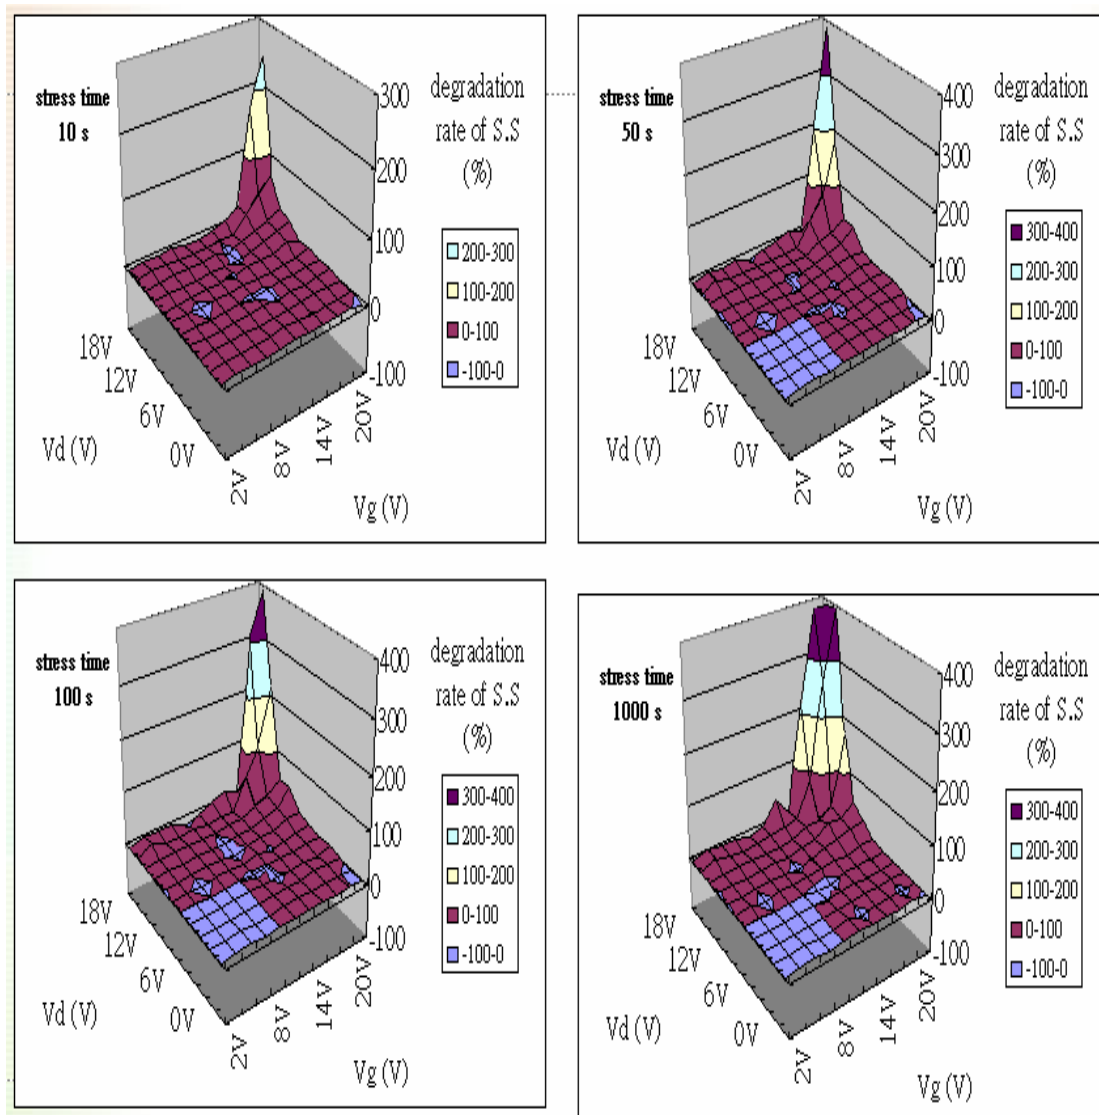 stress time
10 s
degradation
rate of S.S
(%)
300
200
100
0
-100
200-300
100-200
0-100
-100-0
18V
12V
6V
0V
Vd (V)
2V
8V
14V
20V
Vg (V)
stress time
50 s
degradation
rate of S.S
(%)
400
300
200
100
0
-100
300-400
200-300
100-200
0-100
-100-0
18V
12V
6V
0V
Vd (V)
2V
8V
14V
20V
Vg (V)
stress time
100 s
degradation
rate of S.S
(%)
400
300
200
100
0
-100
300-400
200-300
100-200
0-100
-100-0
18V
12V
6V
0V
Vd (V)
2V
8V
14V
20V
Vg (V)
stress time
1000 s
degradation
rate of S.S
(%)
400
300
200
100
0
-100
300-400
200-300
100-200
0-100
-100-0
18V
12V
6V
0V
Vd (V)
2V
8V
14V
20V
Vg (V)